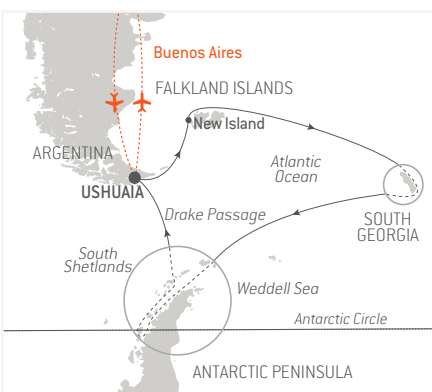 Buenos Aires
FALKLAND ISLANDS
New Island
ARGENTINA
Atlantic
Ocean
USHUAIA
Drake Passage
SOUTH
GEORGIA
South
Shetlands
Weddell Sea
Antarctic Circle
ANTARCTIC PENINSULA